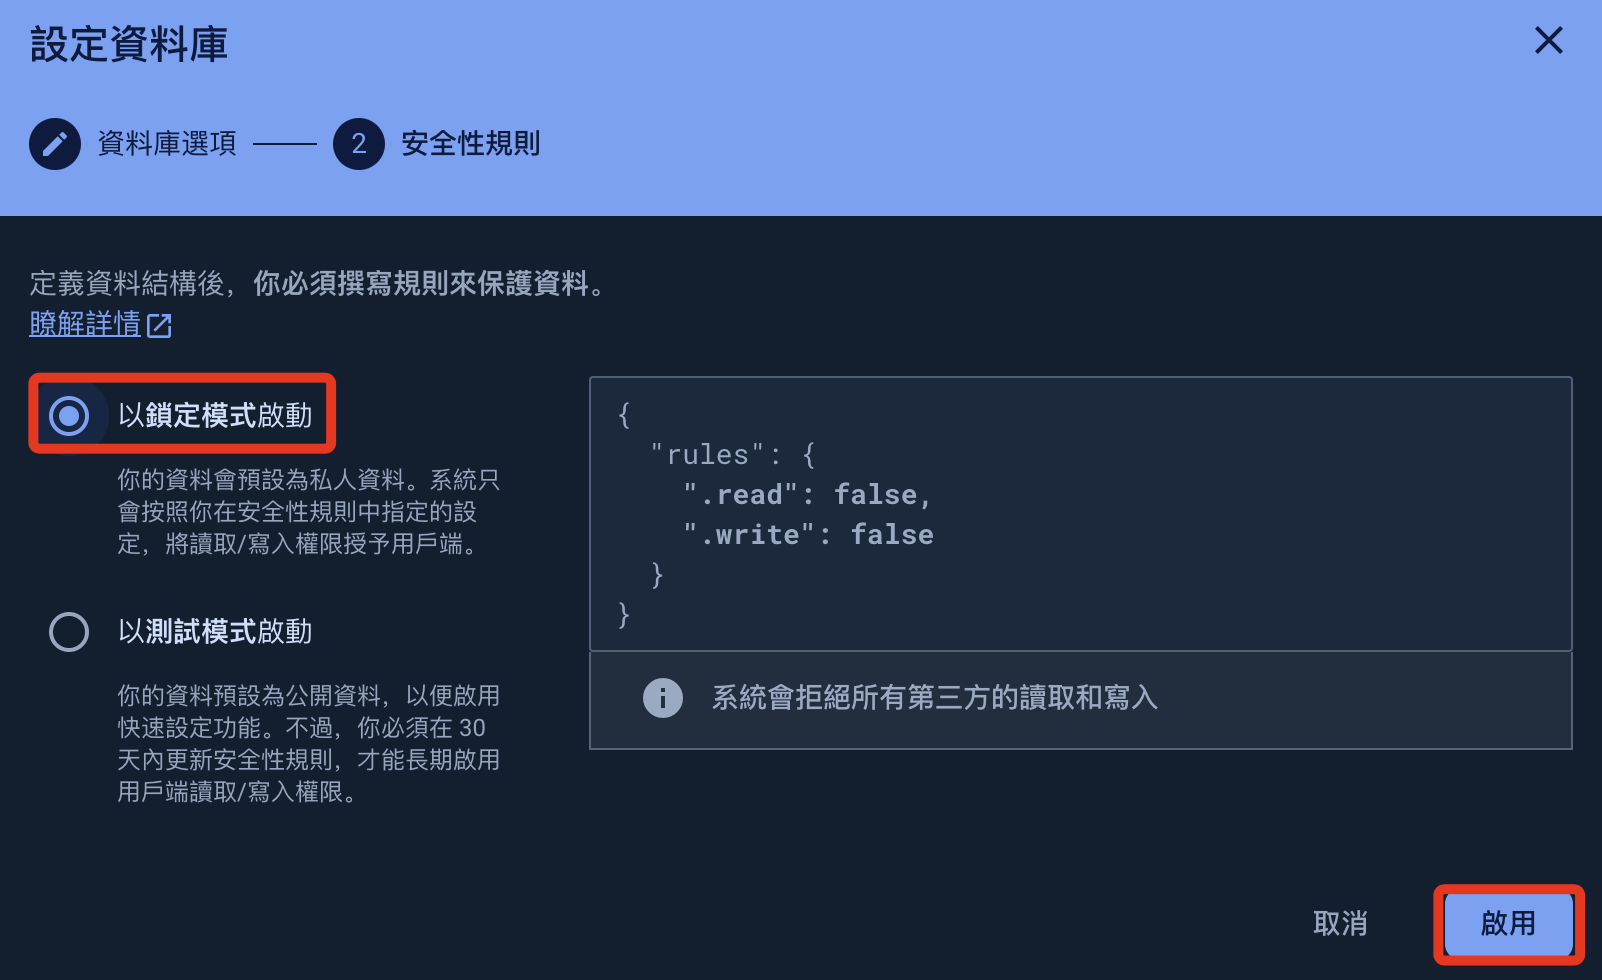 設定資料庫
資料庫選項
2 安全性規則
定義資料結構後，你必須撰寫規則來保護資料。
瞭解詳情
以鎖定模式啟動
你的資料會預設為私人資料。系統只
會按照你在安全性規則中指定的設
定，將讀取/寫入權限授予用戶端。
以測試模式啟動
你的資料預設為公開資料，以便啟用
快速設定功能。不過，你必須在 30
天內更新安全性規則，才能長期啟用
用戶端讀取/寫入權限。
{
"rules": {
".read": false,
".write": false
}
}
系統會拒絕所有第三方的讀取和寫入
取消
啟用